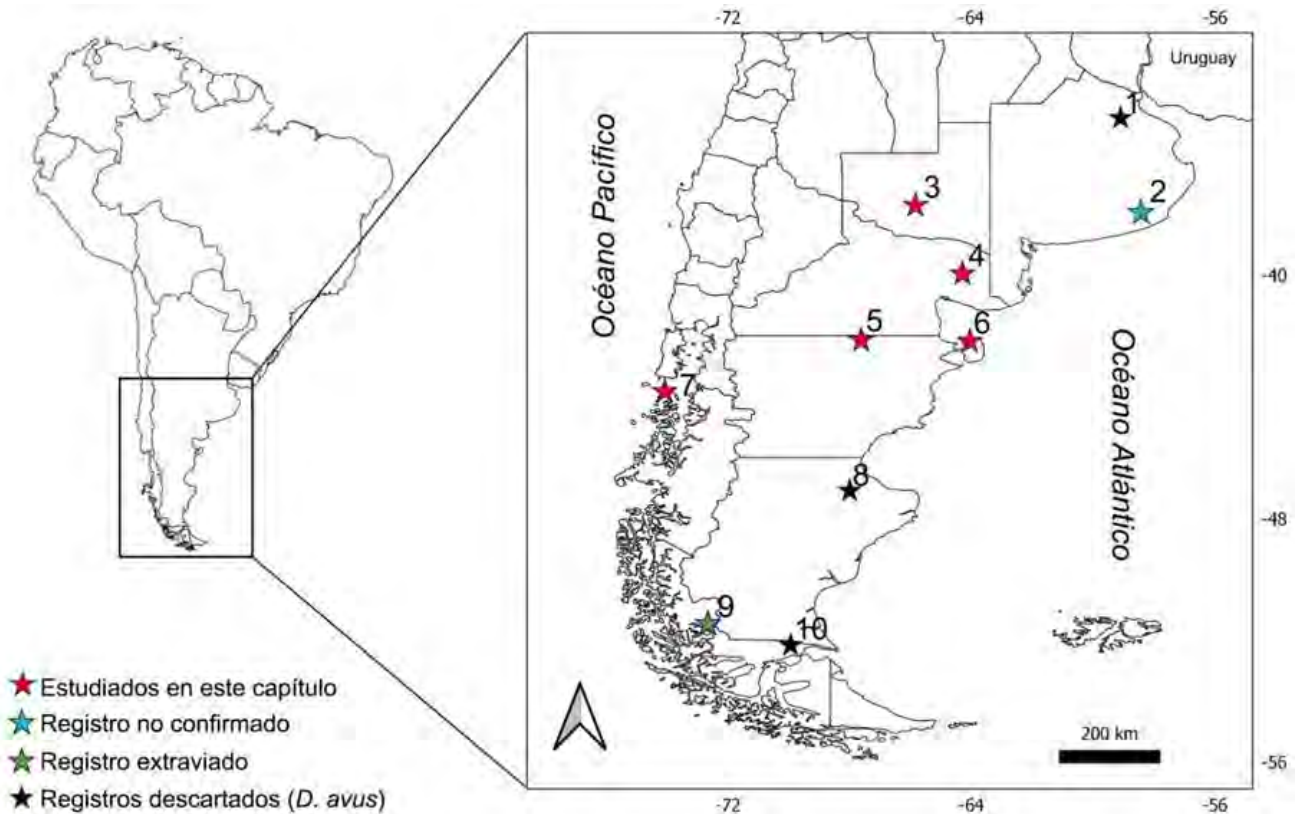 -72 -64 -56
Uruguay
1
2
3
4
5
6
7
8
9
10
Océano Pacífico
Océano Atlántico
-40
-48
-56
200 km
-72 -64 -56
Estudiados en este capítulo
Registro no confirmado
Registro extraviado
Registros descartados (D. avus)